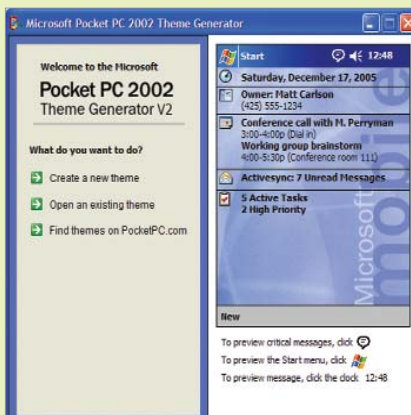 Microsoft Pocket PC 2002 Theme Generator
Welcome to the Microsoft
Pocket PC 2002
Theme Generator V2
What do you want to do?
Create a new theme
Open an existing theme
Find themes on PocketPC.com
Start 12:48
Saturday, December 17, 2005
Owner: Matt Carlson
(425) 555-1234
Conference call with M. Perryman
3:00-4:00p (Dial in)
Working group brainstorm
4:00-5:30p (Conference room 111)
Activesync: 7 Unread Messages
5 Active Tasks
2 High Priority
Microsoft
mobile
New
To preview critical messages, click
To preview the Start menu, click
To preview message, click the clock 12:48